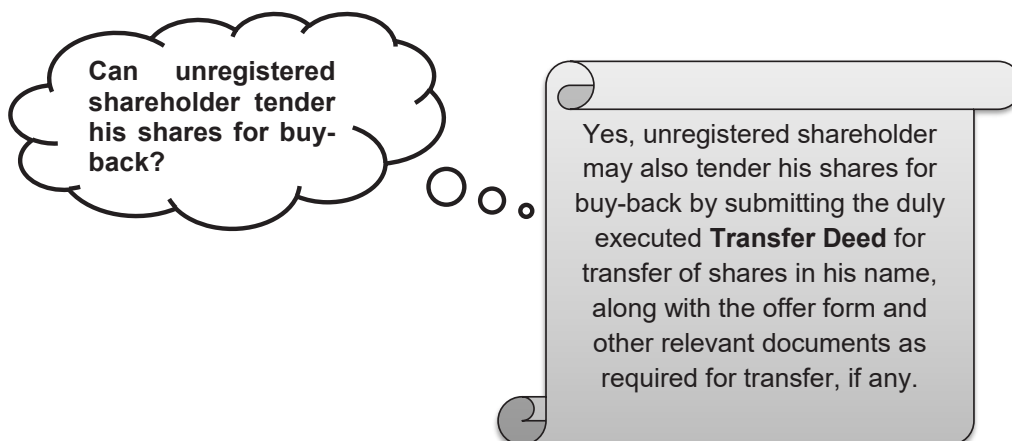 Can unregistered
shareholder tender
his shares for buy-
back?
Yes, unregistered shareholder
may also tender his shares for
buy-back by submitting the duly
executed Transfer Deed for
transfer of shares in his name,
along with the offer form and
other relevant documents as
required for transfer, if any.